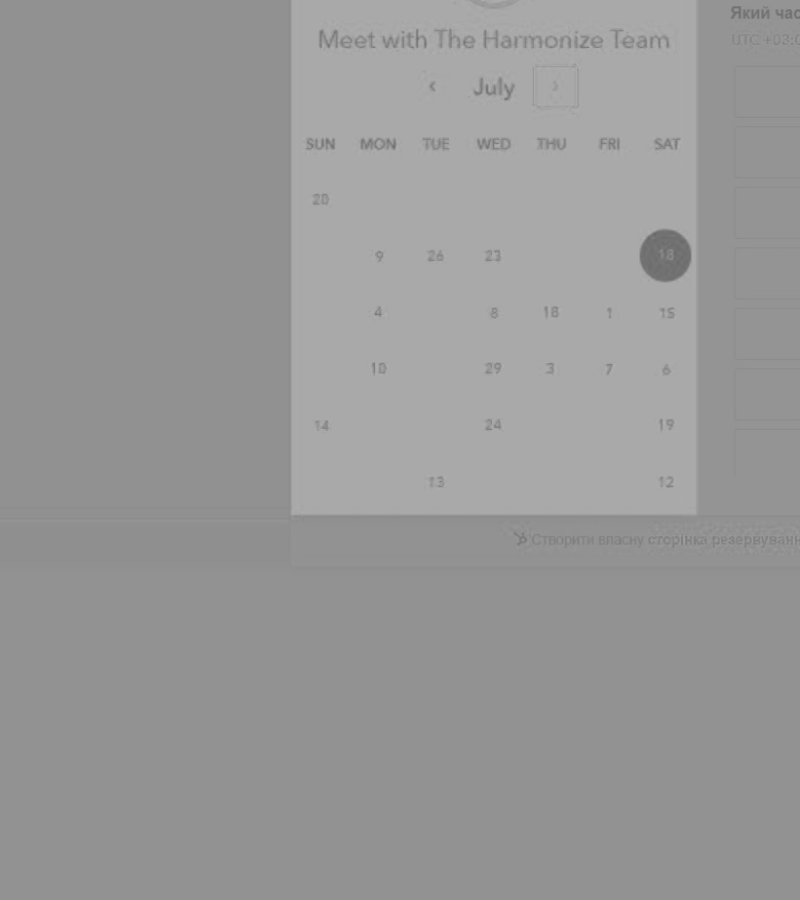 Який час
UTC +03:0
Meet with The Harmonize Team
‹ July ›
SUN MON TUE WED THU FRI SAT
20
9 26 23 18
4 8 18 1 15
10 29 3 7 6
14 24 19
13 12
Створити власну сторінка резервуванн